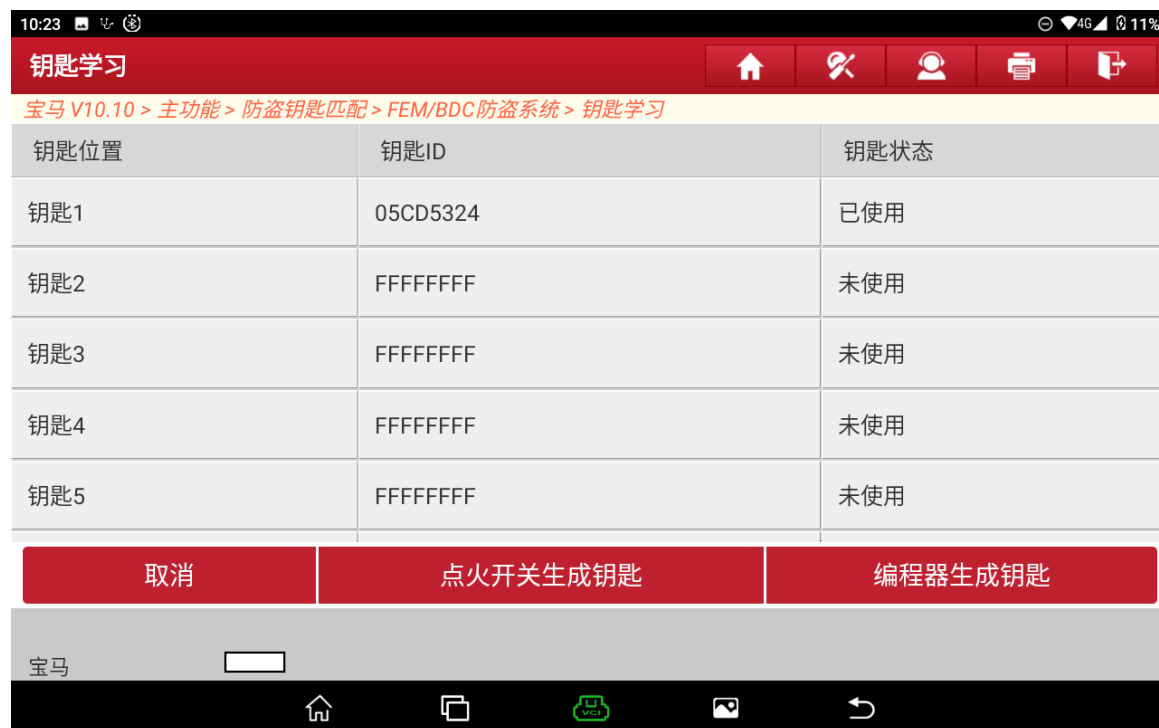 10:23 4G 11%
钥匙学习
宝马 V10.10 > 主功能 > 防盗钥匙匹配 > FEM/BDC防盗系统 > 钥匙学习
钥匙位置 钥匙ID 钥匙状态
钥匙1 05CD5324 已使用
钥匙2 FFFFFFFF 未使用
钥匙3 FFFFFFFF 未使用
钥匙4 FFFFFFFF 未使用
钥匙5 FFFFFFFF 未使用
取消 点火开关生成钥匙 编程器生成钥匙
宝马
VCI